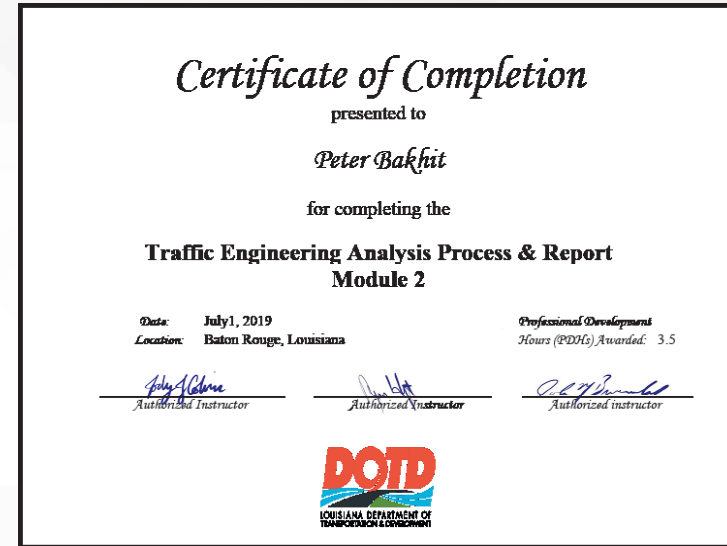 Certificate of Completion
presented to
Peter Bakhit
for completing the
Traffic Engineering Analysis Process & Report
Module 2
Date: July1, 2019
Location: Baton Rouge, Louisiana
Professional Development
Hours (PDHs) Awarded: 3.5
Authorized Instructor
Authorized Instructor
Authorized instructor
DOTD
LOUISIANA DEPARTMENT OF
TRANSPORTATION & DEVELOPMENT